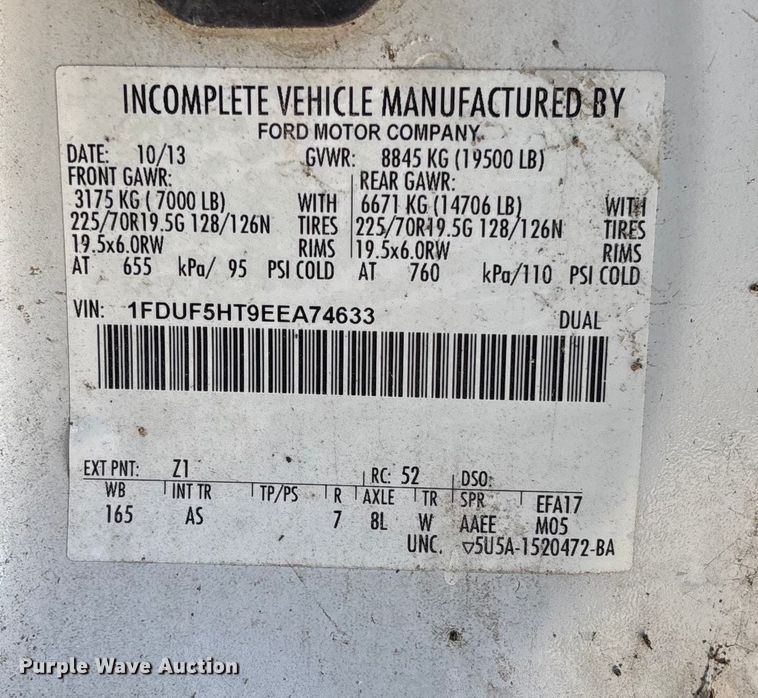 INCOMPLETE VEHICLE MANUFACTURED BY
FORD MOTOR COMPANY
DATE: 10/13 GVWR: 8845 KG (19500 LB)
FRONT GAWR: REAR GAWR:
3175 KG ( 7000 LB) WITH 6671 KG (14706 LB) WITH
225/70R19.5G 128/126N TIRES 225/70R19.5G 128/126N TIRES
19.5x6.0RW RIMS 19.5x6.0RW RIMS
AT 655 kPa/ 95 PSI COLD AT 760 kPa/110 PSI COLD
VIN: 1FDUF5HT9EEA74633 DUAL
EXT PNT: Z1 RC: 52 DSO:
WB INT TR TP/PS R AXLE TR SPR EFA17
165 AS 7 8L W AAEE M05
UNC. ▽5U5A-1520472-BA
Purple Wave Auction